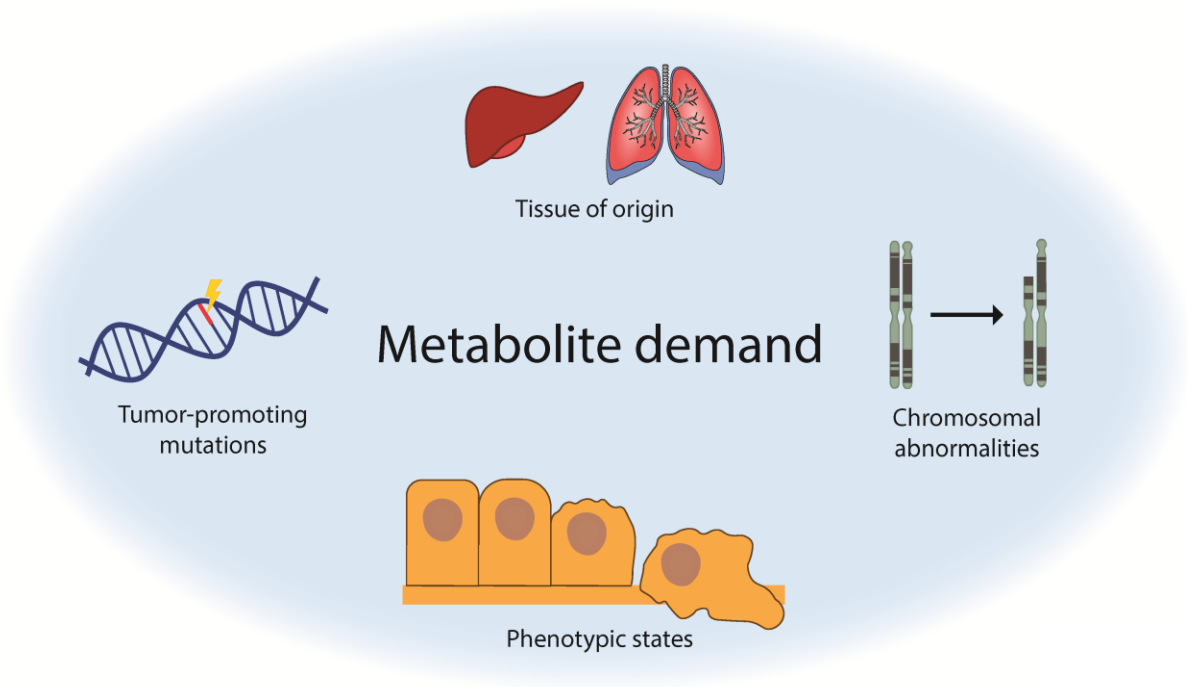 Tissue of origin
Metabolite demand
Tumor-promoting
mutations
Chromosomal
abnormalities
Phenotypic states